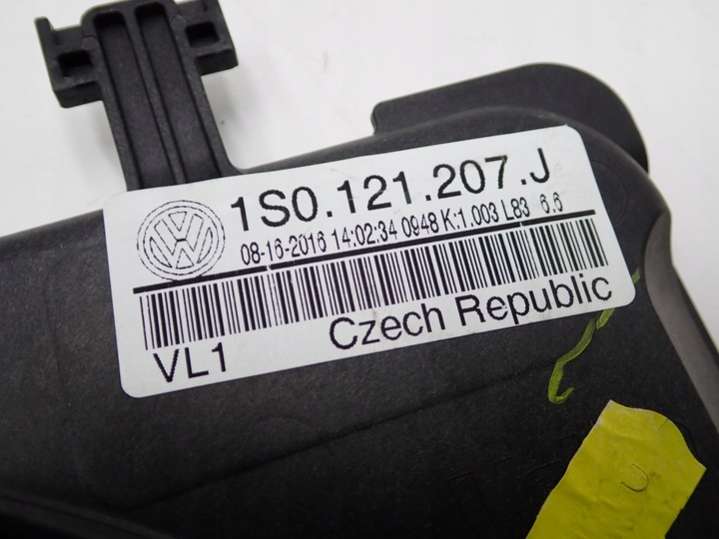 1S0.121.207.J
08-16-2016 14:02:34 0948 K:1.003 L83 6.6
VL1 Czech Republic